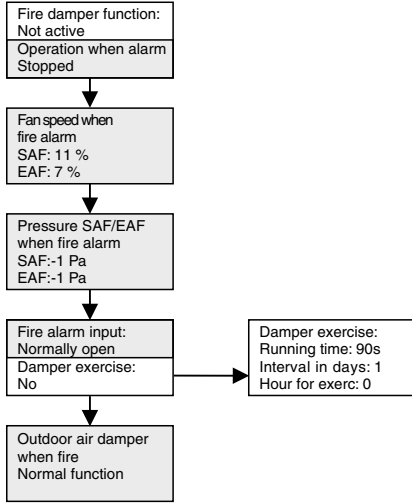 Fire damper function:
Not active
Operation when alarm
Stopped
Fan speed when
fire alarm
SAF: 11 %
EAF: 7 %
Pressure SAF/EAF
when fire alarm
SAF:-1 Pa
EAF:-1 Pa
Fire alarm input:
Normally open
Damper exercise:
No
Damper exercise:
Running time: 90s
Interval in days: 1
Hour for exerc: 0
Outdoor air damper
when fire
Normal function